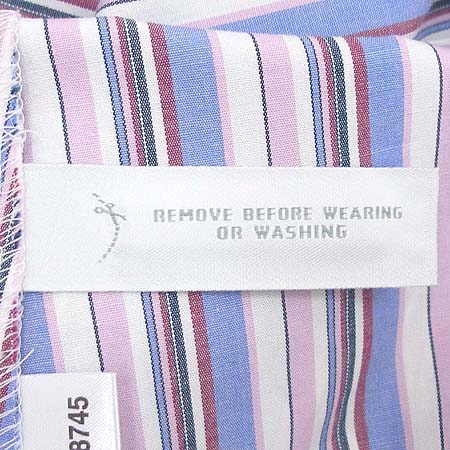 REMOVE BEFORE WEARING
OR WASHING
8745